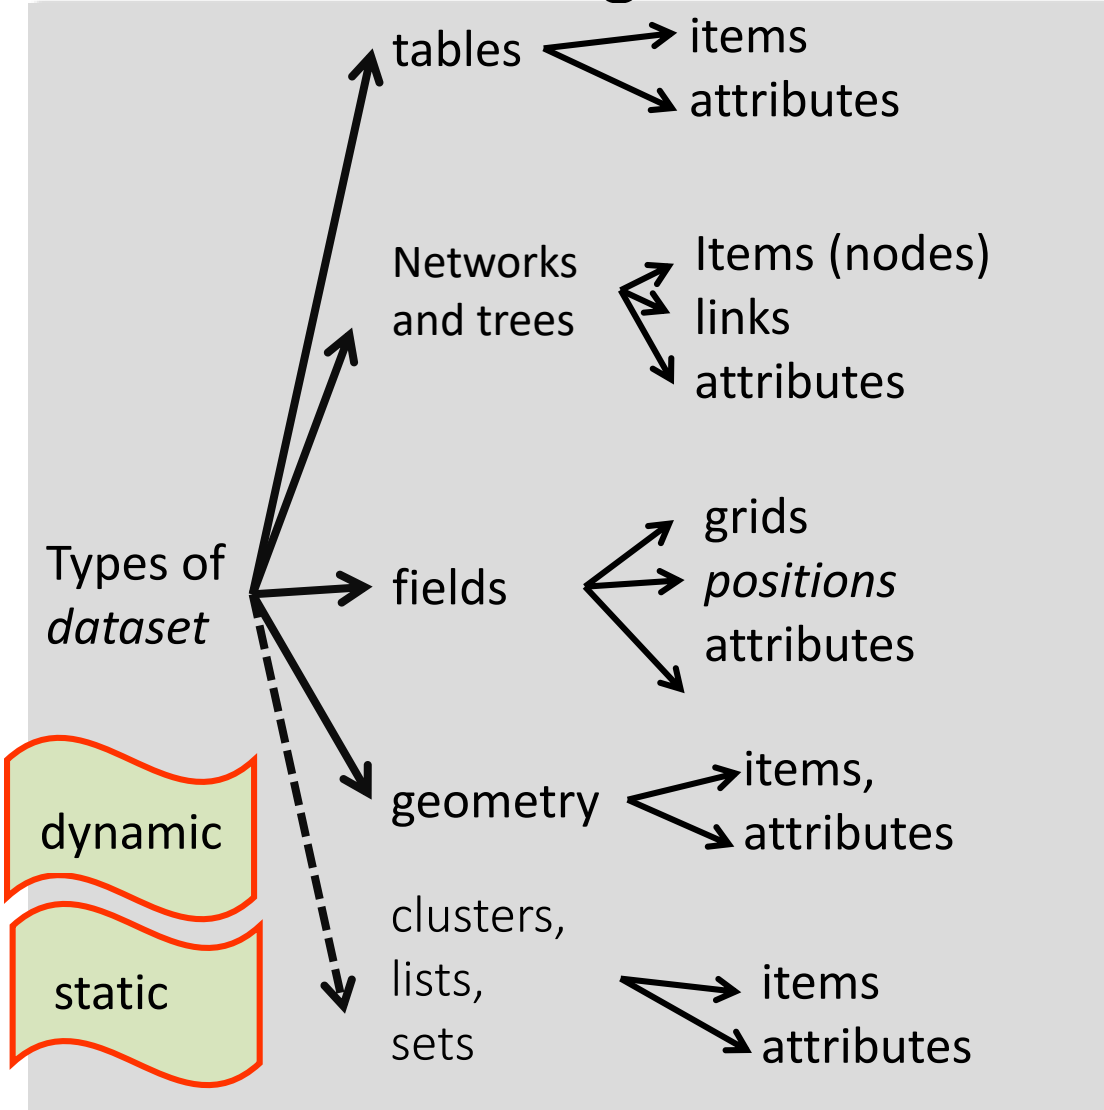 tables
items
attributes
Networks
and trees
Items (nodes)
links
attributes
Types of
dataset
fields
grids
positions
attributes
geometry
items,
attributes
dynamic
static
clusters,
lists,
sets
items
attributes